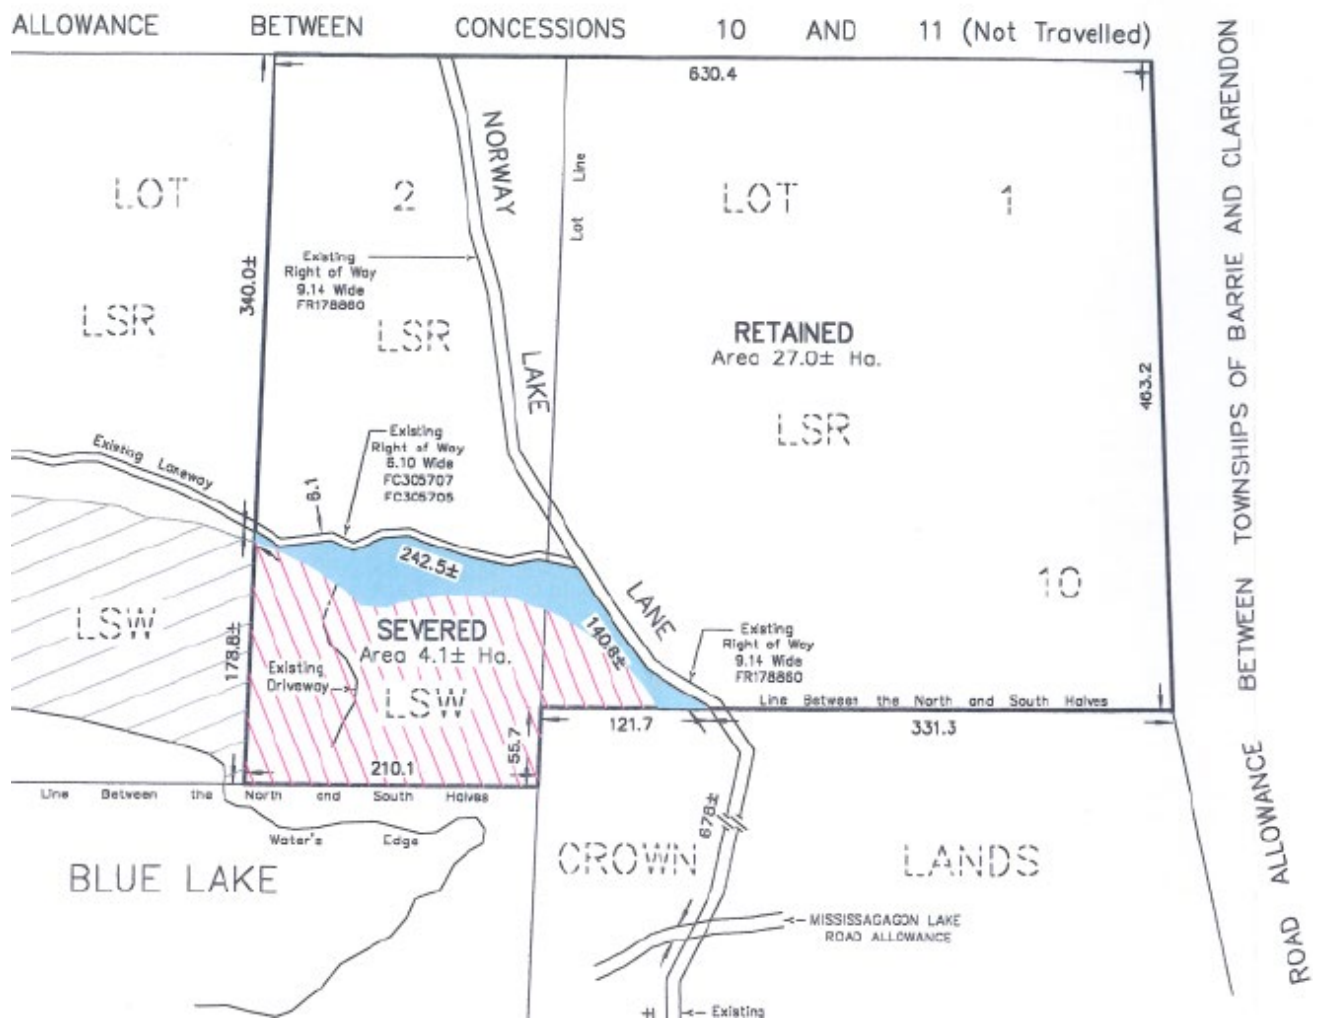 ALLOWANCE BETWEEN CONCESSIONS 10 AND 11 (Not Travelled)
630.4
NORWAY
LAKE
LANE
Lot Line
LOT 2
LOT 1
340.0±
Existing
Right of Way
9.14 Wide
FR178860
LSR
LSR
RETAINED
Area 27.0± Ha.
LSR
463.2
BETWEEN TOWNSHIPS OF BARRIE AND CLARENDON
ROAD ALLOWANCE
Existing Laneway
6.1
Existing
Right of Way
6.10 Wide
FC305707
FC305705
242.5±
10
LSW
178.8±
SEVERED
Area 4.1± Ha.
LSW
Existing
Driveway
140.8±
Existing
Right of Way
9.14 Wide
FR178860
Line Between the North and South Halves
121.7
331.3
55.7
210.1
Line Between the North and South Halves
Water's Edge
BLUE LAKE
678±
CROWN LANDS
MISSISSAGAGON LAKE
ROAD ALLOWANCE
Existing